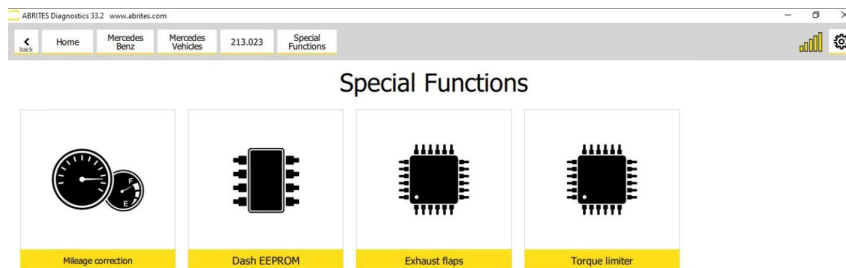 ABRITES Diagnostics 33.2 www.abrites.com
back
Home
Mercedes
Benz
Mercedes
Vehicles
213.023
Special
Functions
Special Functions
F
E
Mileage correction
Dash EEPROM
Exhaust flaps
Torque limiter